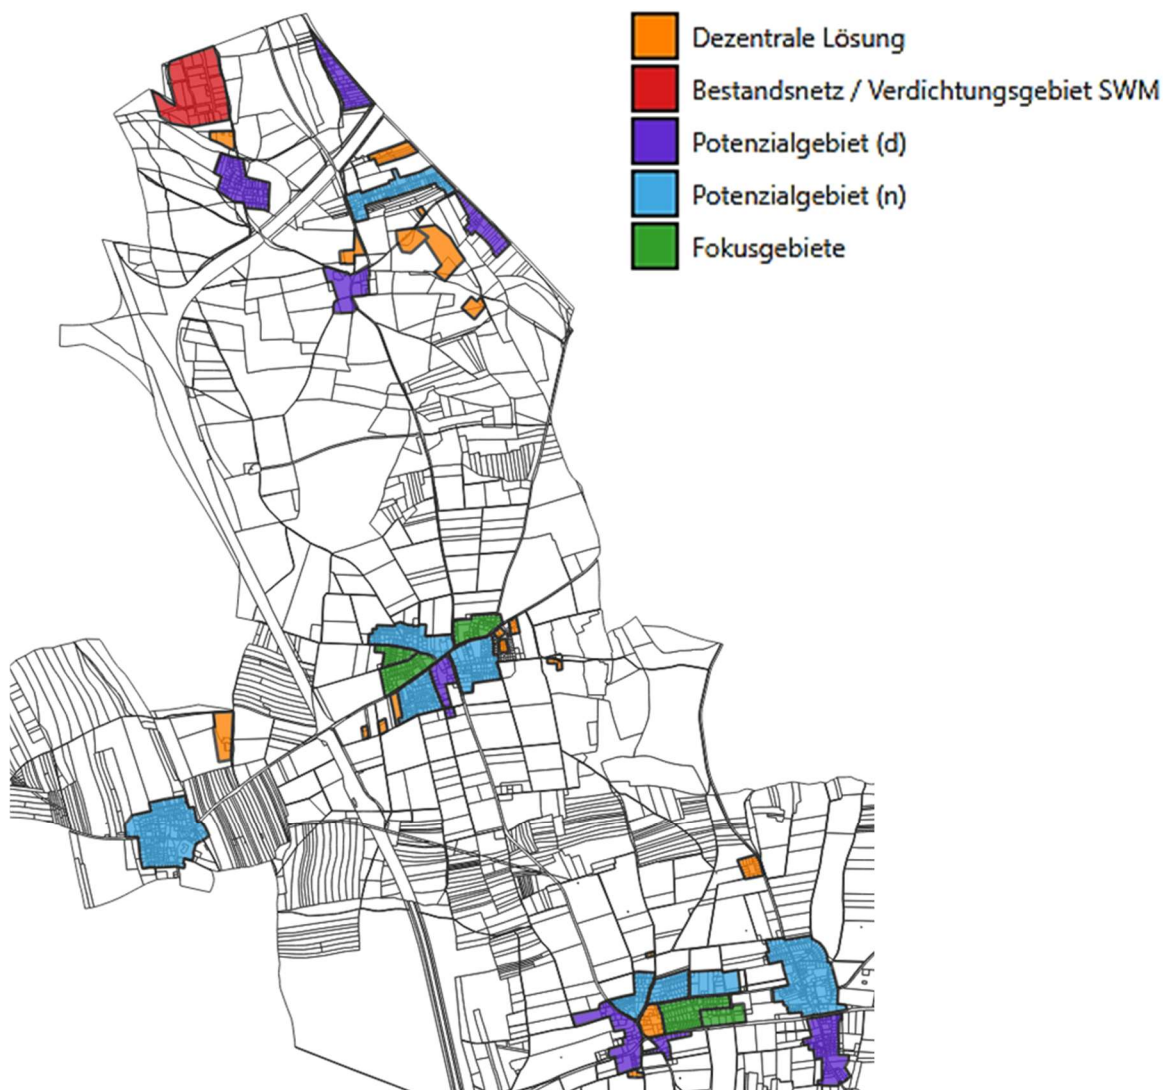 Dezentrale Lösung
Bestandsnetz / Verdichtungsgebiet SWM
Potenzialgebiet (d)
Potenzialgebiet (n)
Fokusgebiete